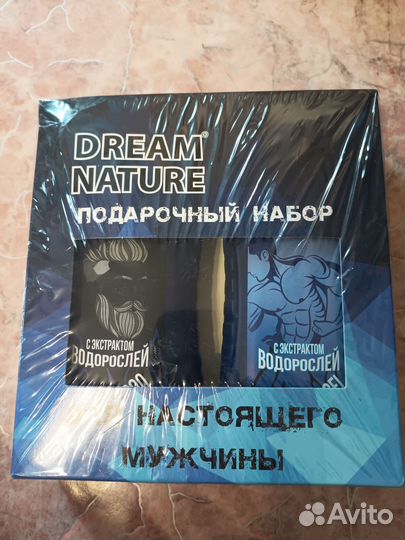 DREAM®
NATURE
ПОДАРОЧНЫЙ НАБОР
С ЭКСТРАКТОМ
ВОДОРОСЛЕЙ
С ЭКСТРАКТОМ
ВОДОРОСЛЕЙ
НАСТОЯЩЕГО
МУЖЧИНЫ
Avito